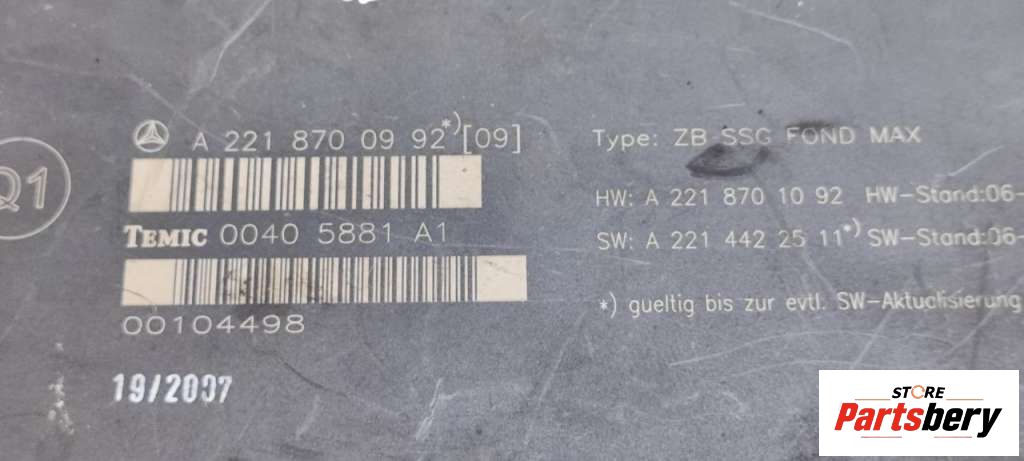 A 221 870 09 92*)[09]
TEMIC 0040 5881 A1
00104498
19/2007
Q1
Type: ZB SSG FOND MAX
HW: A 221 870 10 92 HW-Stand:06-
SW: A 221 442 25 11*) SW-Stand:06-
*) gueltig bis zur evtl. SW-Aktualisierung
STORE
Partsbery